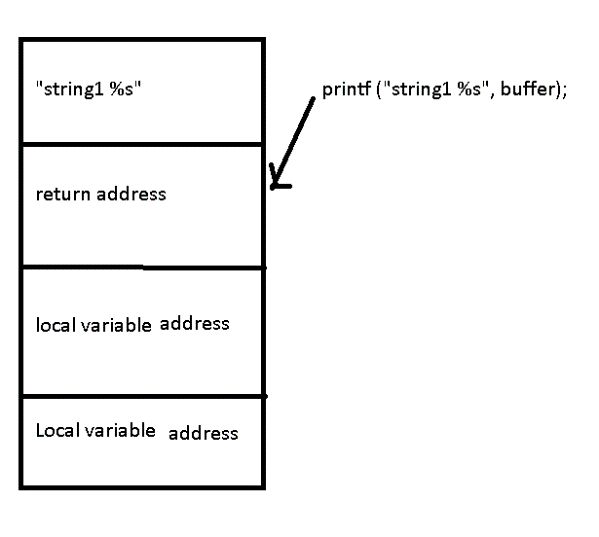 "string1 %s"
printf ("string1 %s", buffer);
return address
local variable address
Local variable address